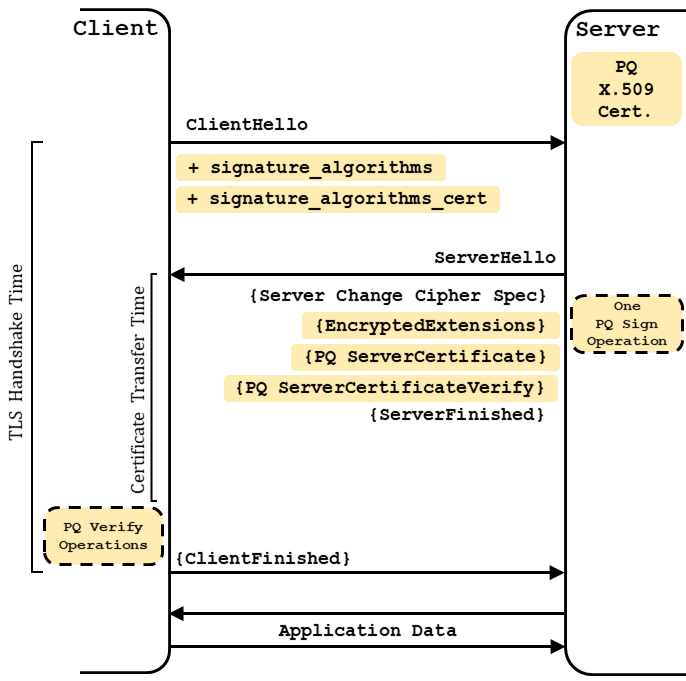 Client
Server
PQ
X.509
Cert.
ClientHello
+ signature_algorithms
+ signature_algorithms_cert
TLS Handshake Time
ServerHello
Certificate Transfer Time
{Server Change Cipher Spec}
{EncryptedExtensions}
{PQ ServerCertificate}
{PQ ServerCertificateVerify}
{ServerFinished}
One
PQ Sign
Operation
PQ Verify
Operations
{ClientFinished}
Application Data